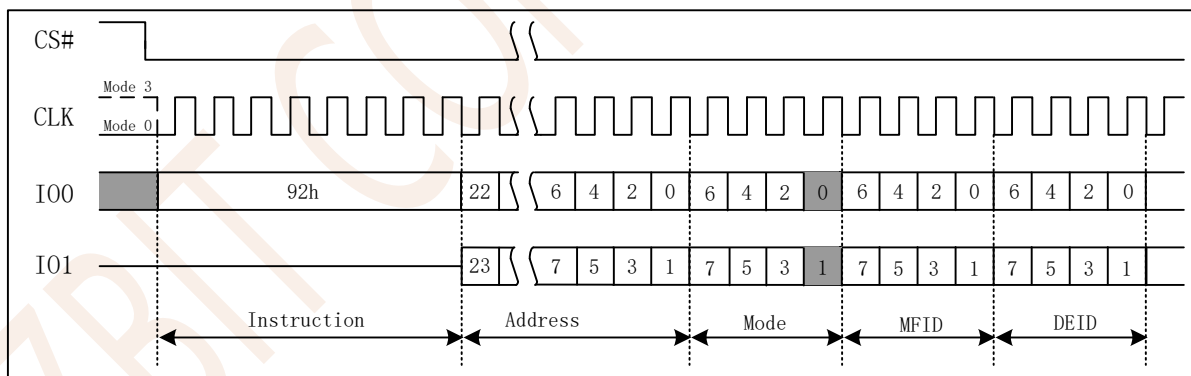 CS#
Mode 3
CLK
Mode 0
IO0 92h 22 6 4 2 0 6 4 2 0 6 4 2 0 6 4 2 0
IO1 23 7 5 3 1 7 5 3 1 7 5 3 1 7 5 3 1
Instruction Address Mode MFID DEID